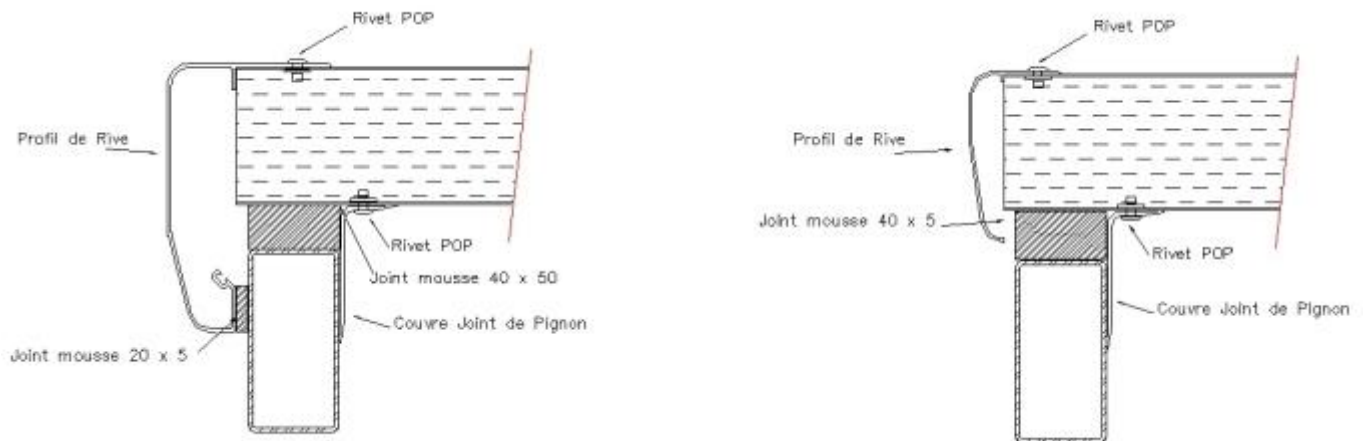 Rivet POP
Profil de Rive
Rivet POP
Joint mousse 40 x 50
Couvre Joint de Pignon
Joint mousse 20 x 5
Rivet POP
Profil de Rive
Joint mousse 40 x 5
Rivet POP
Couvre Joint de Pignon